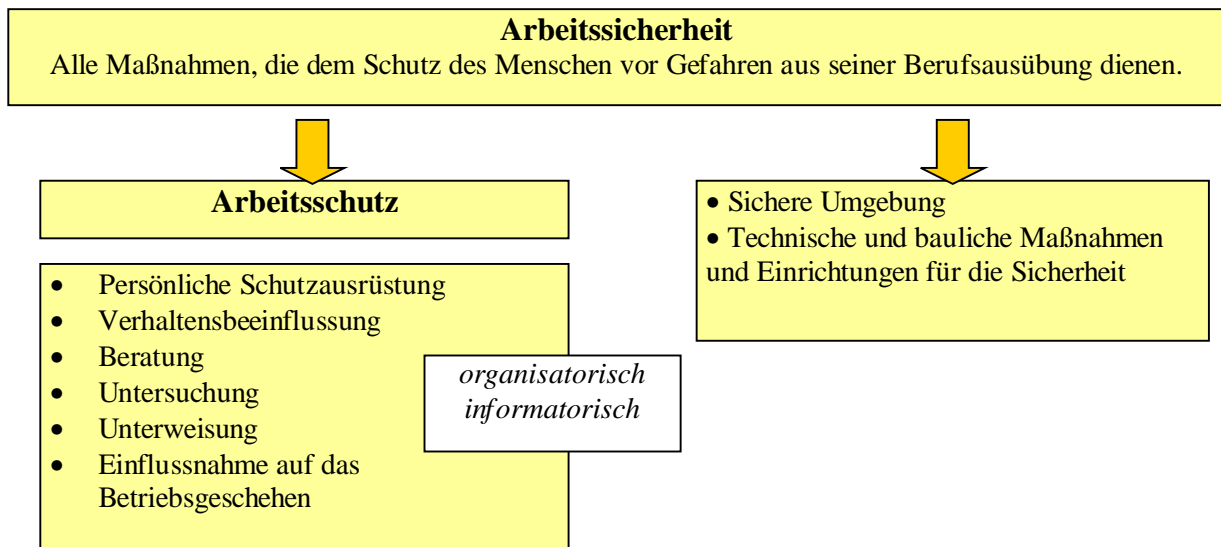 Arbeitssicherheit
Alle Maßnahmen, die dem Schutz des Menschen vor Gefahren aus seiner Berufsausübung dienen.
Arbeitsschutz
• Persönliche Schutzausrüstung
• Verhaltensbeeinflussung
• Beratung
• Untersuchung
• Unterweisung
• Einflussnahme auf das
Betriebsgeschehen
organisatorisch
informatorisch
• Sichere Umgebung
• Technische und bauliche Maßnahmen
und Einrichtungen für die Sicherheit